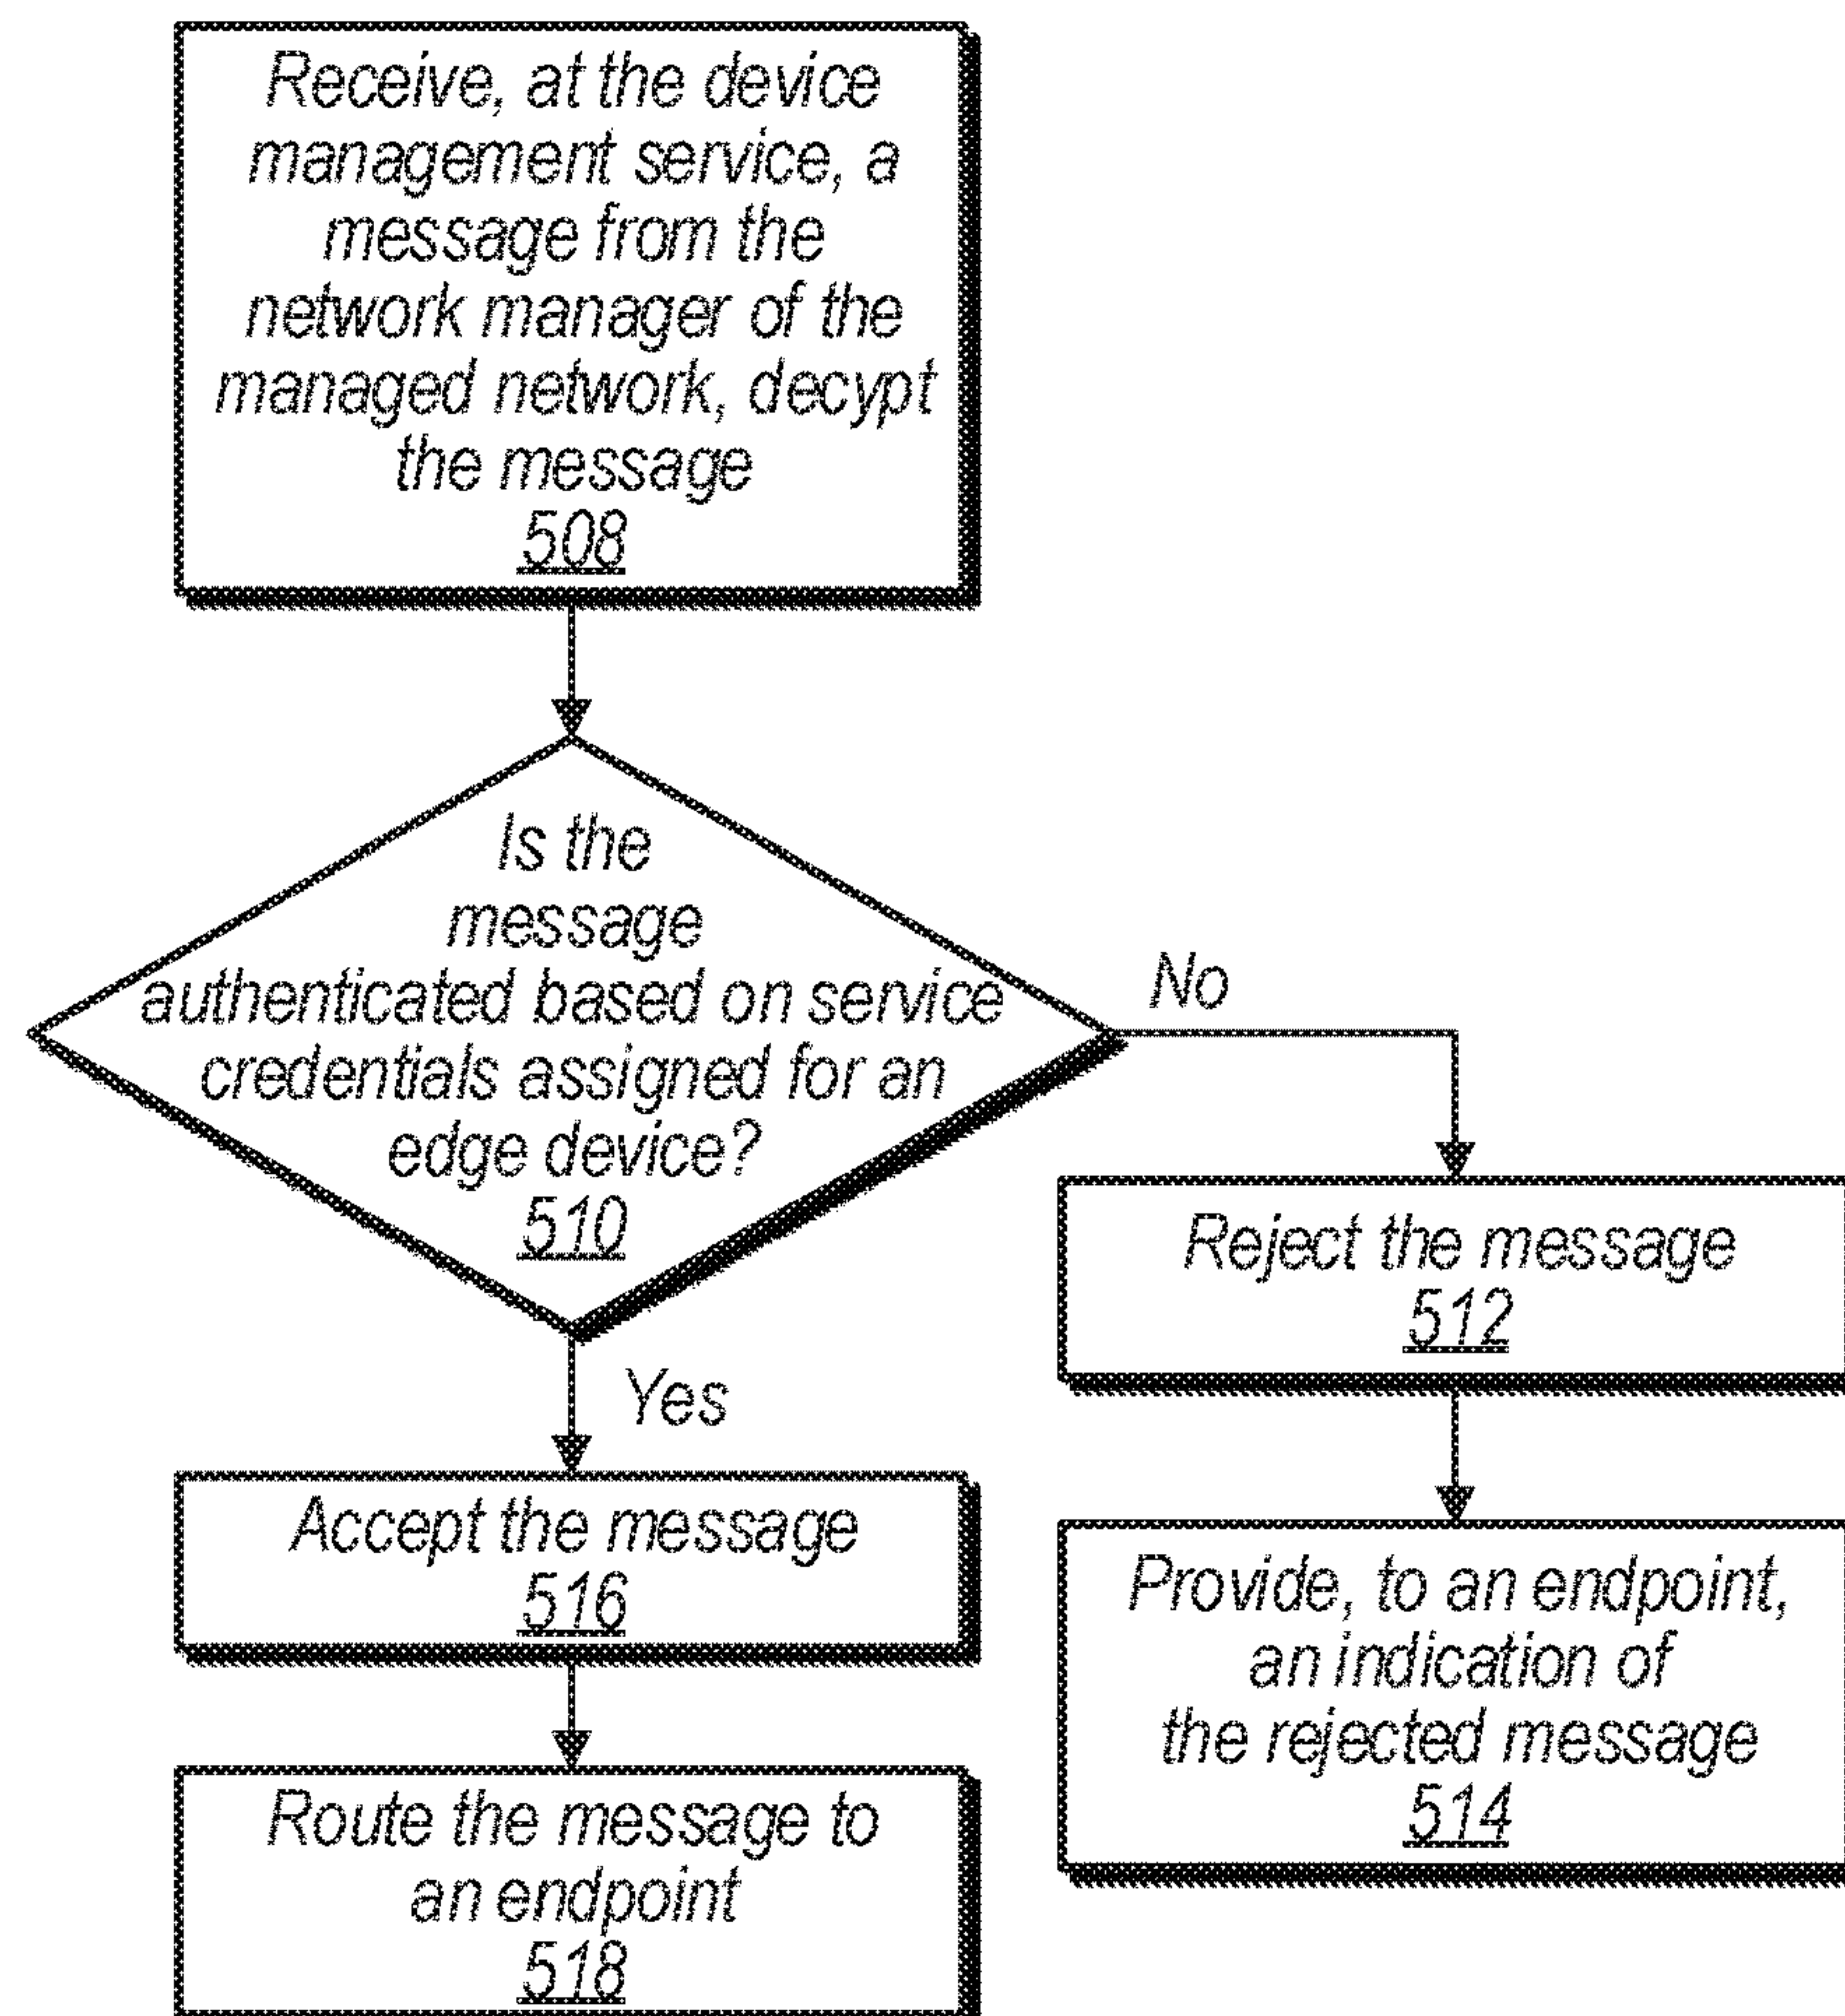 Receive, at the device
management service, a
message from the
network manager of the
managed network, decypt
the message
508
Is the
message
authenticated based on service
credentials assigned for an
edge device?
510
No
Reject the message
512
Provide, to an endpoint,
an indication of
the rejected message
514
Yes
Accept the message
516
Route the message to
an endpoint
518